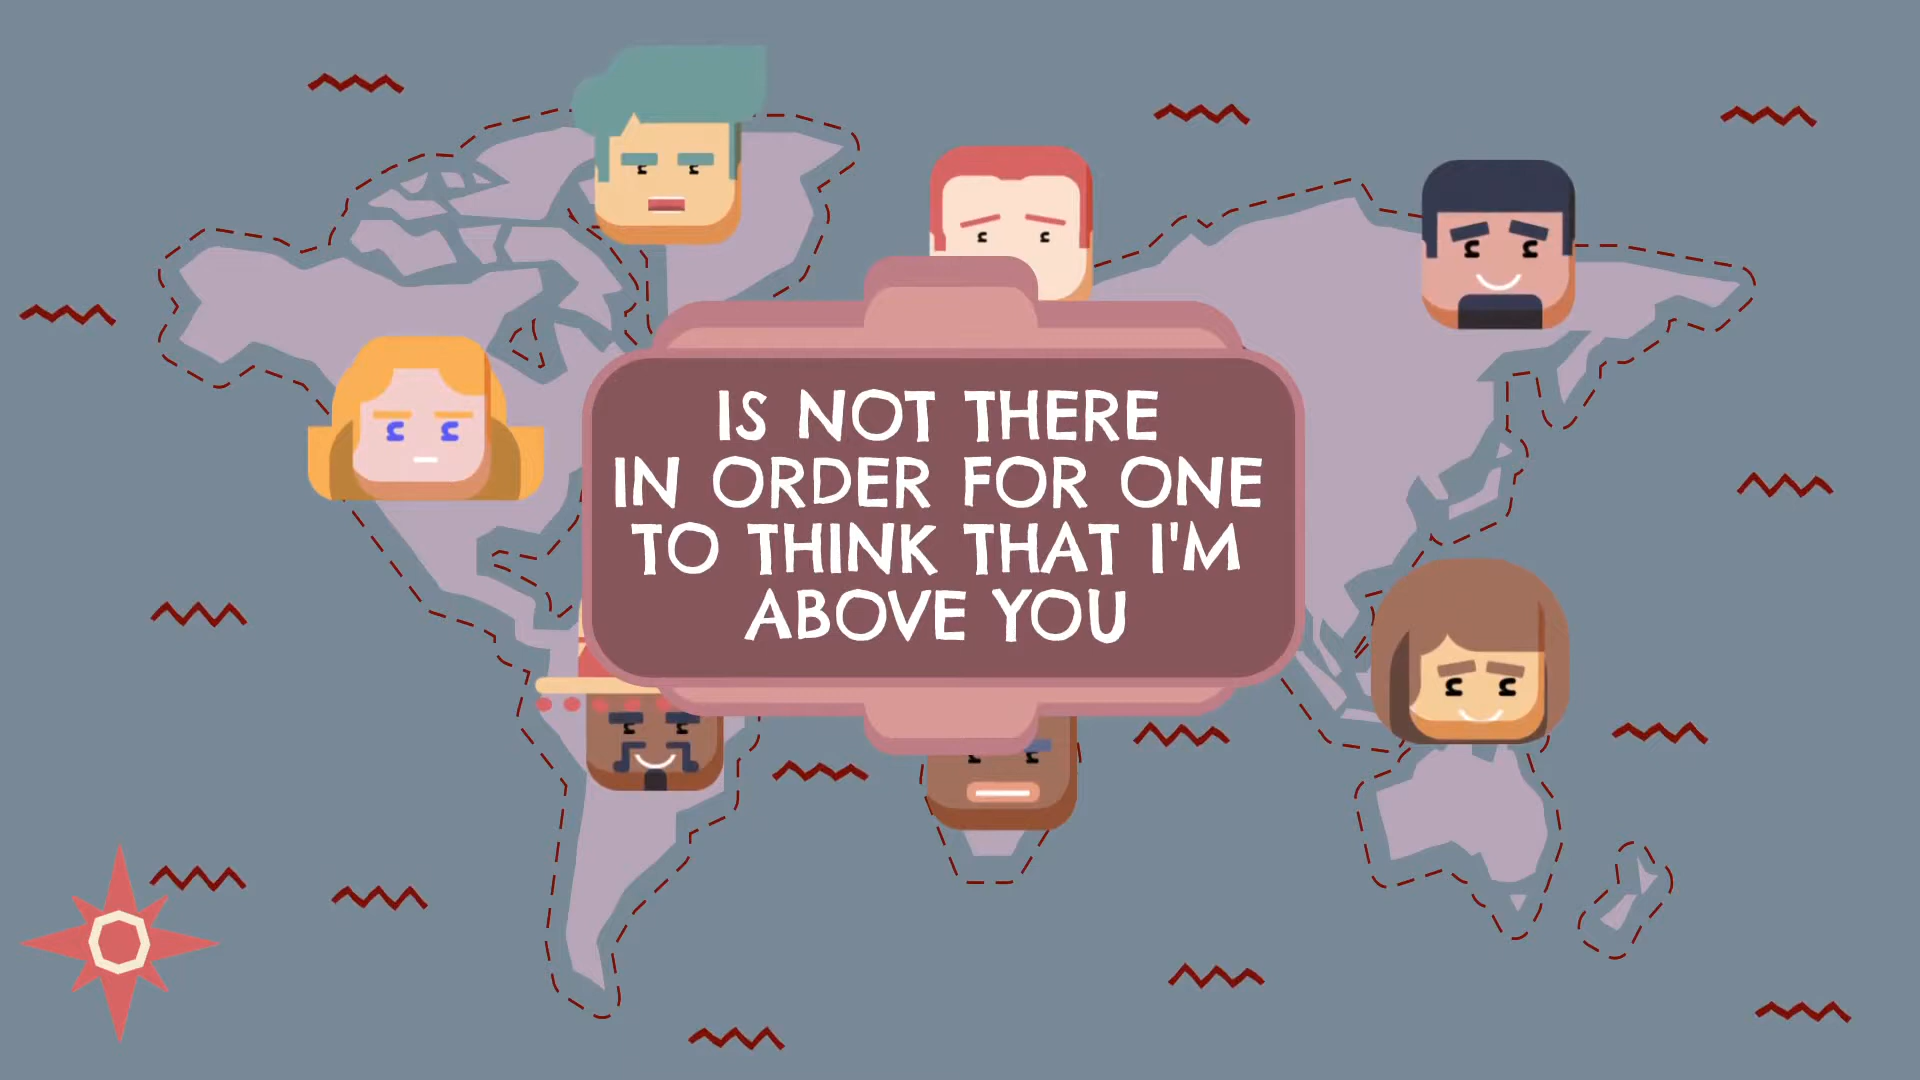 IS NOT THERE
IN ORDER FOR ONE
TO THINK THAT I'M
ABOVE YOU